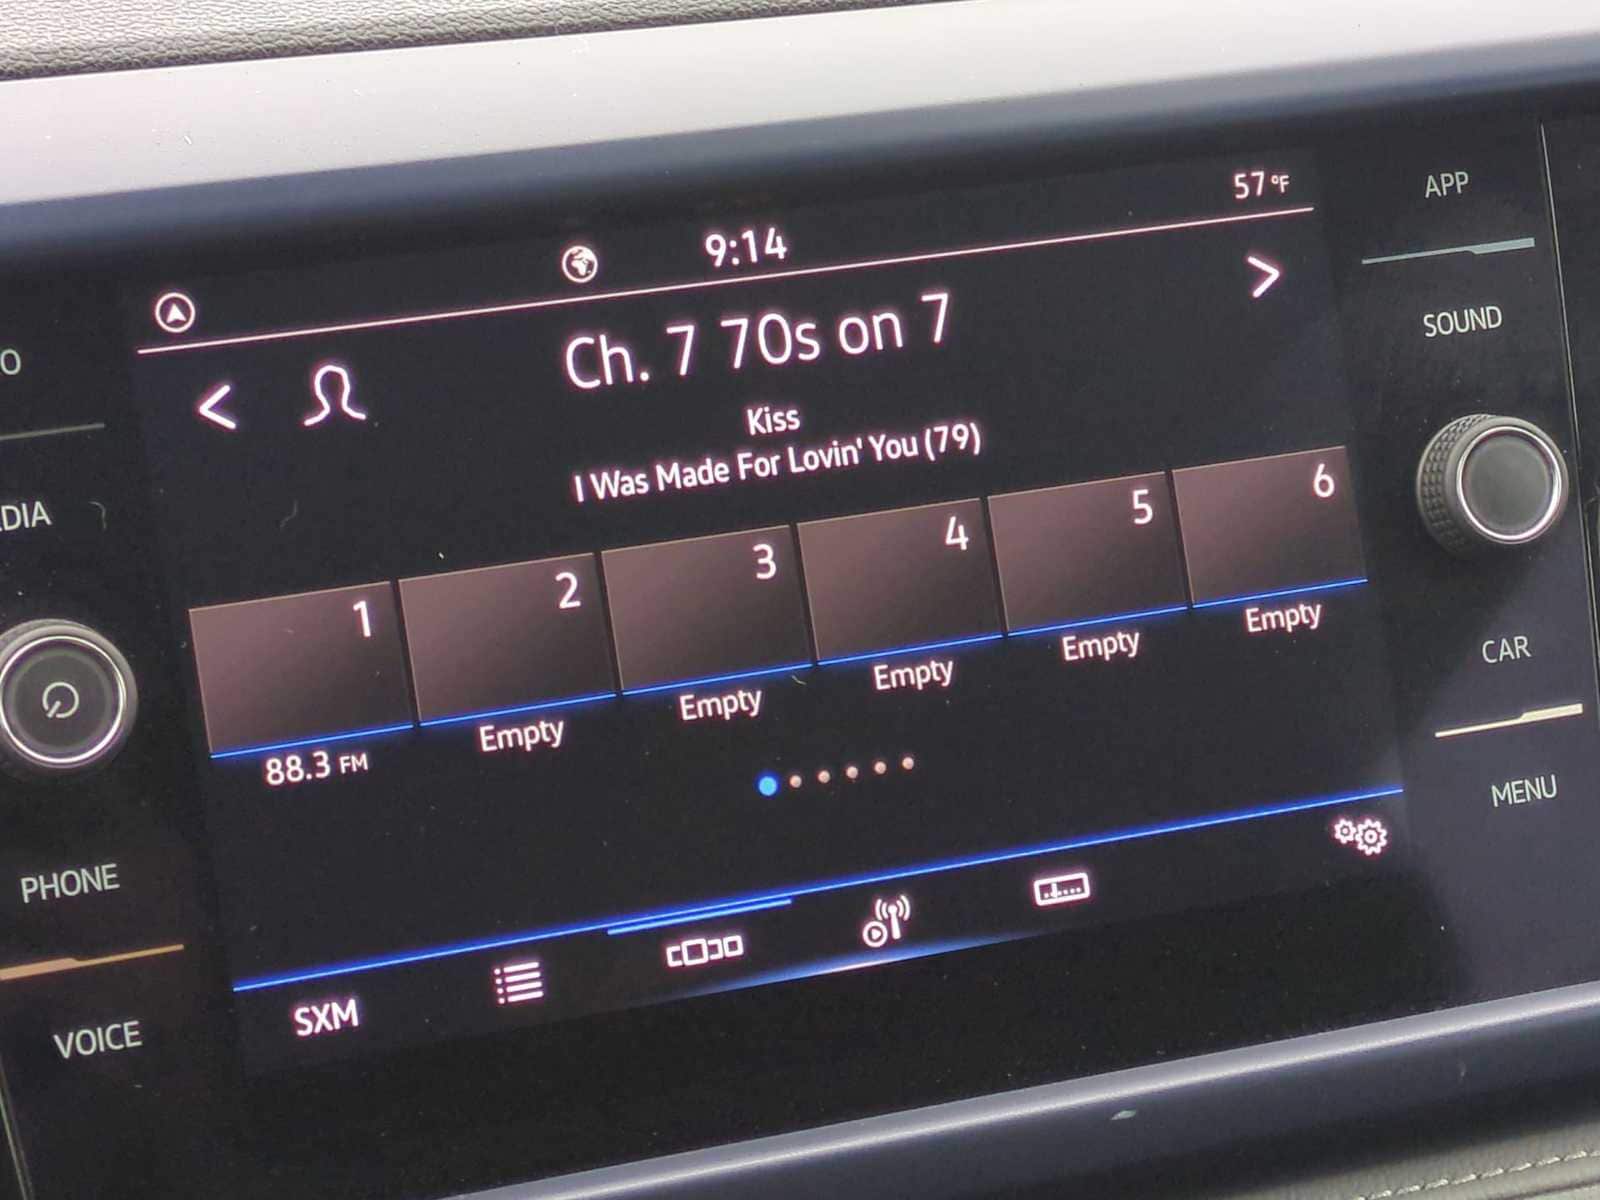 57 °F
9:14
Ch. 7 70s on 7
Kiss
I Was Made For Lovin' You (79)
1 2 3 4 5 6
88.3 FM Empty Empty Empty Empty Empty
SXM
DIA
PHONE
VOICE
APP
SOUND
CAR
MENU